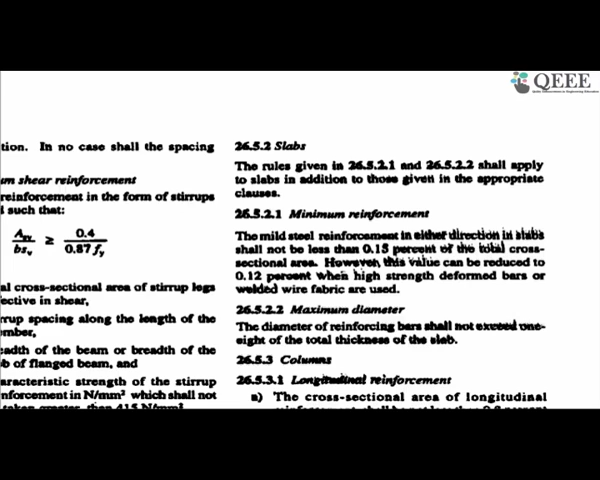 QEEE
tion. In no case shall the spacing
um shear reinforcement
reinforcement in the form of stirrups
such that:
A_sv / bs_v ≥ 0.4 / 0.87 f_y
al cross-sectional area of stirrup legs
ective in shear,
rrup spacing along the length of the
mber,
eadth of the beam or breadth of the
b of flanged beam, and
aracteristic strength of the stirrup
nforcement in N/mm² which shall not
taken greater than 415 N/mm²
26.5.2 Slabs
The rules given in 26.5.2.1 and 26.5.2.2 shall apply
to slabs in addition to those given in the appropriate
clauses.
26.5.2.1 Minimum reinforcement
The mild steel reinforcement in either direction in slabs
shall not be less than 0.15 percent of the total cross-
sectional area. However, this value can be reduced to
0.12 percent when high strength deformed bars or
welded wire fabric are used.
26.5.2.2 Maximum diameter
The diameter of reinforcing bars shall not exceed one-
eight of the total thickness of the slab.
26.5.3 Columns
26.5.3.1 Longitudinal reinforcement
a) The cross-sectional area of longitudinal